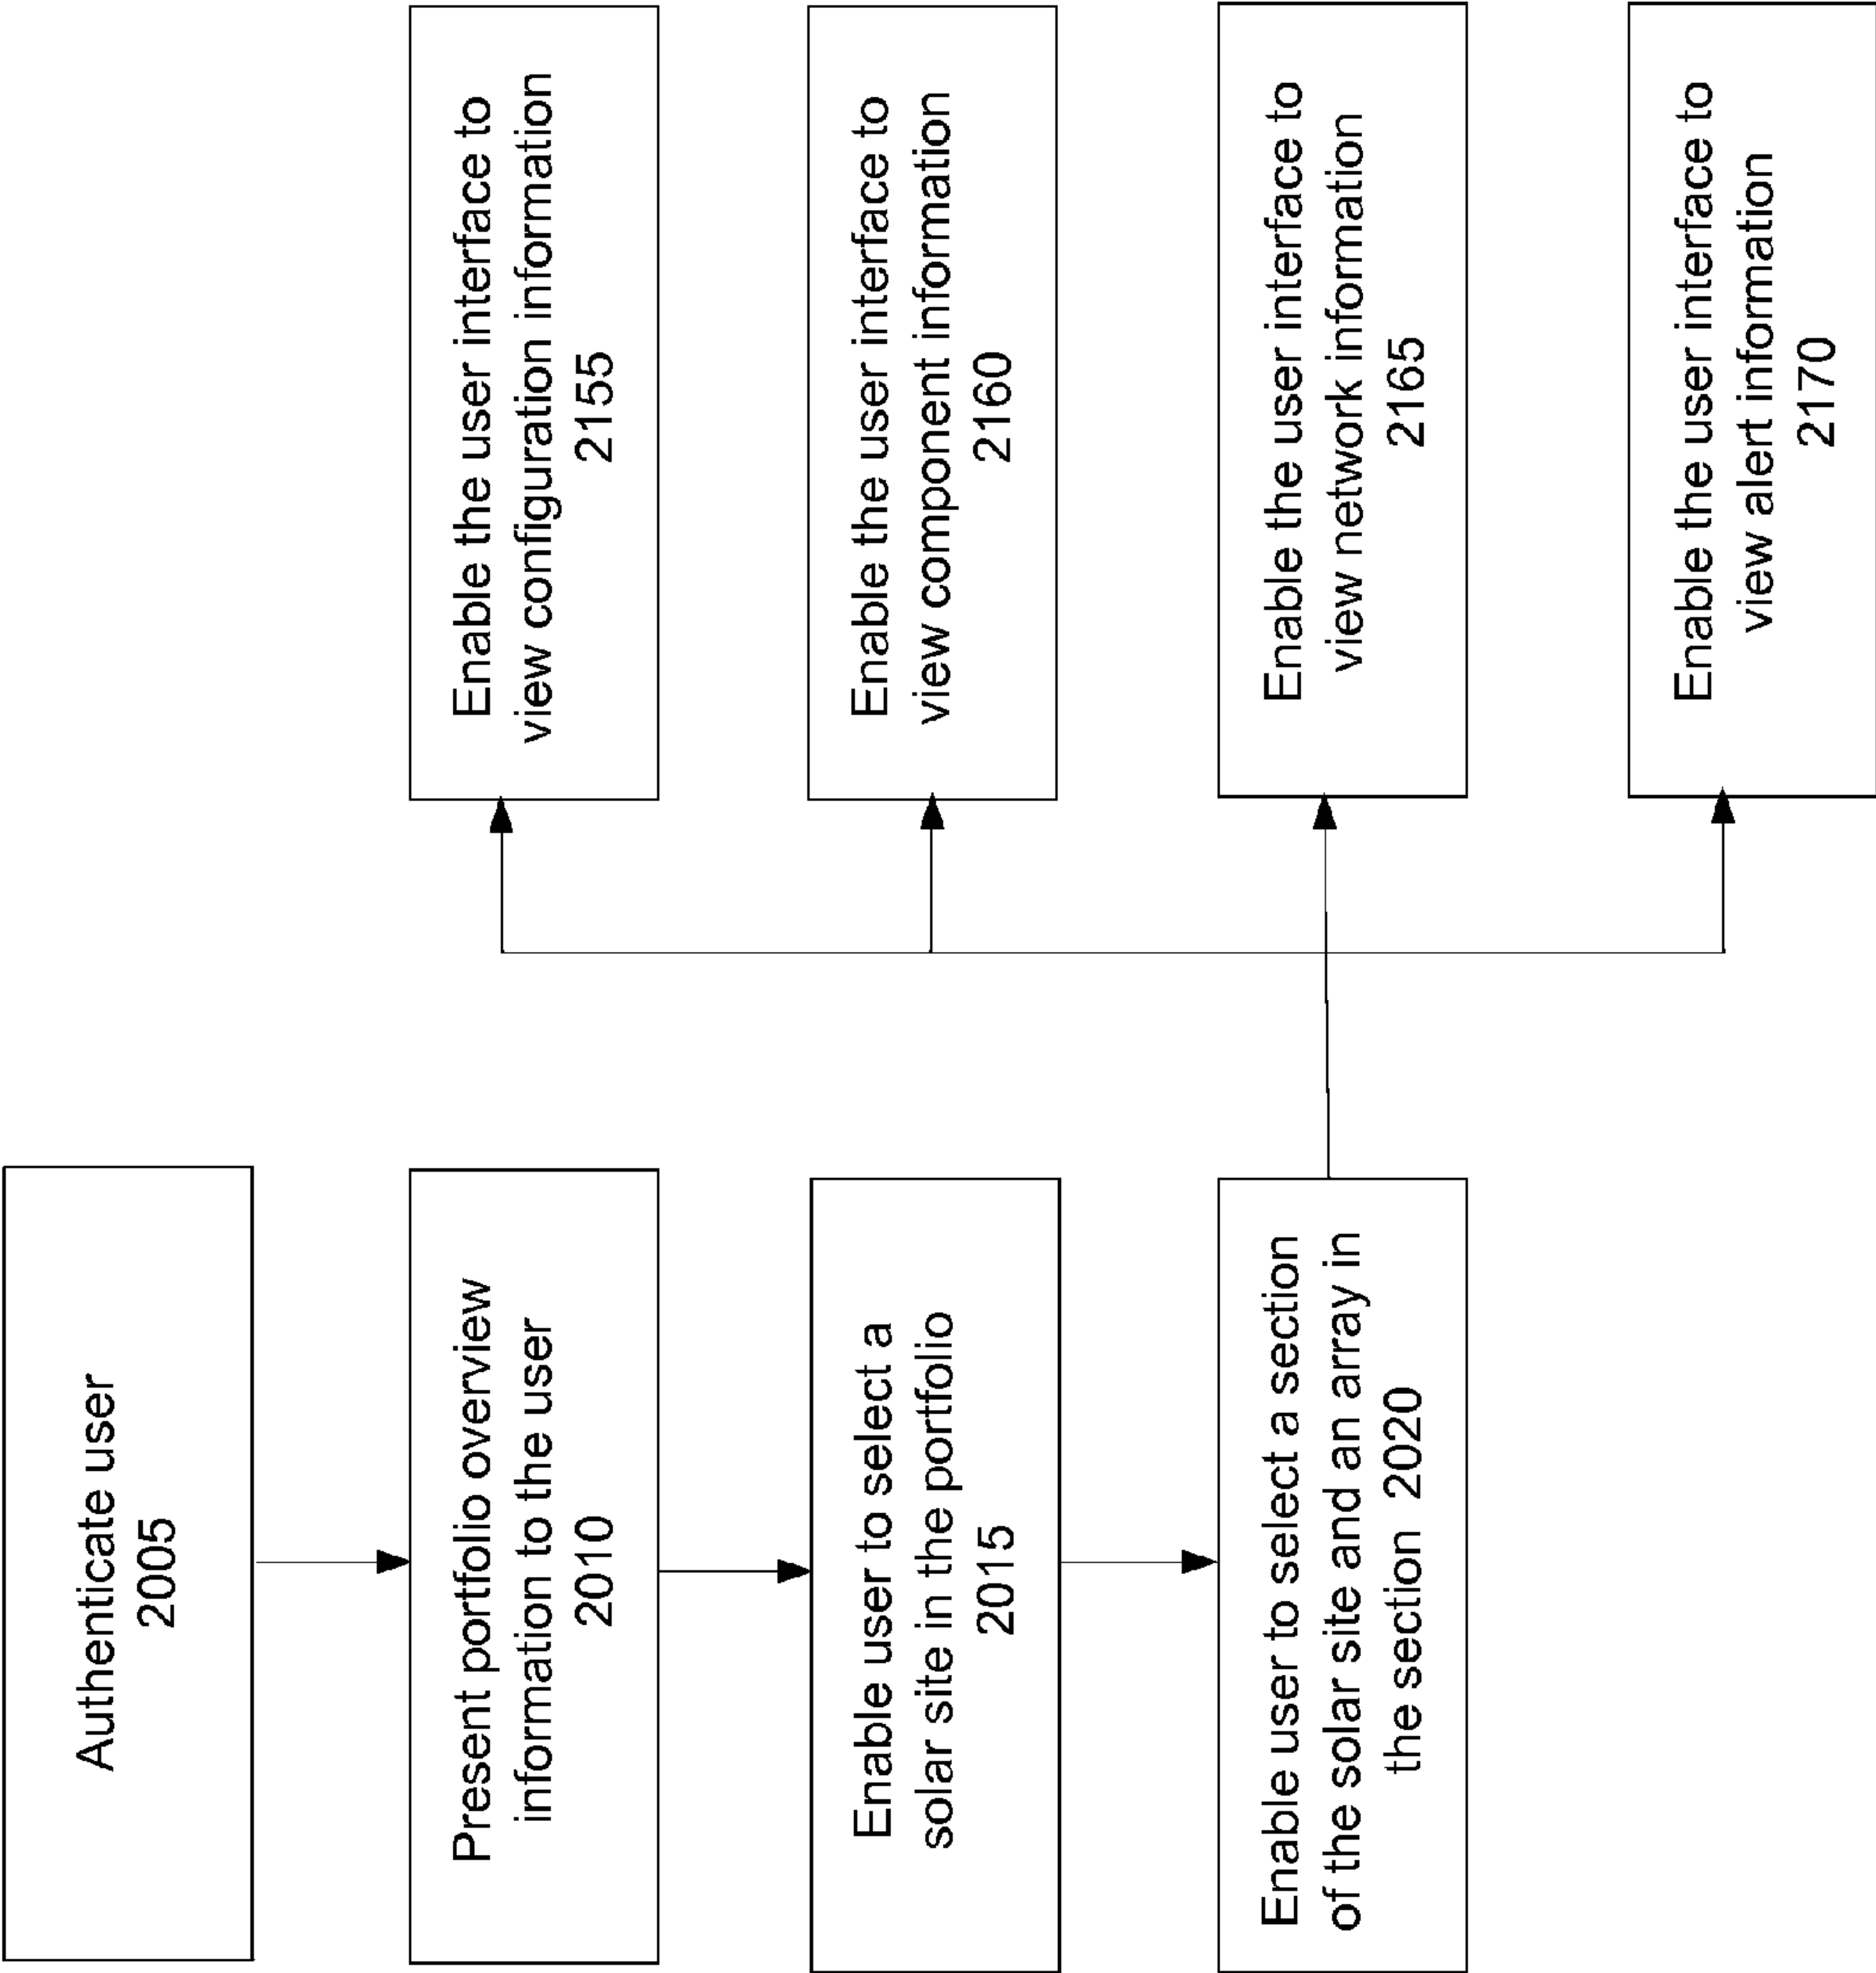 Authenticate user
2005
Present portfolio overview
information to the user
2010
Enable user to select a
solar site in the portfolio
2015
Enable user to select a section
of the solar site and an array in
the section 2020
Enable the user interface to
view configuration information
2155
Enable the user interface to
view component information
2160
Enable the user interface to
view network information
2165
Enable the user interface to
view alert information
2170